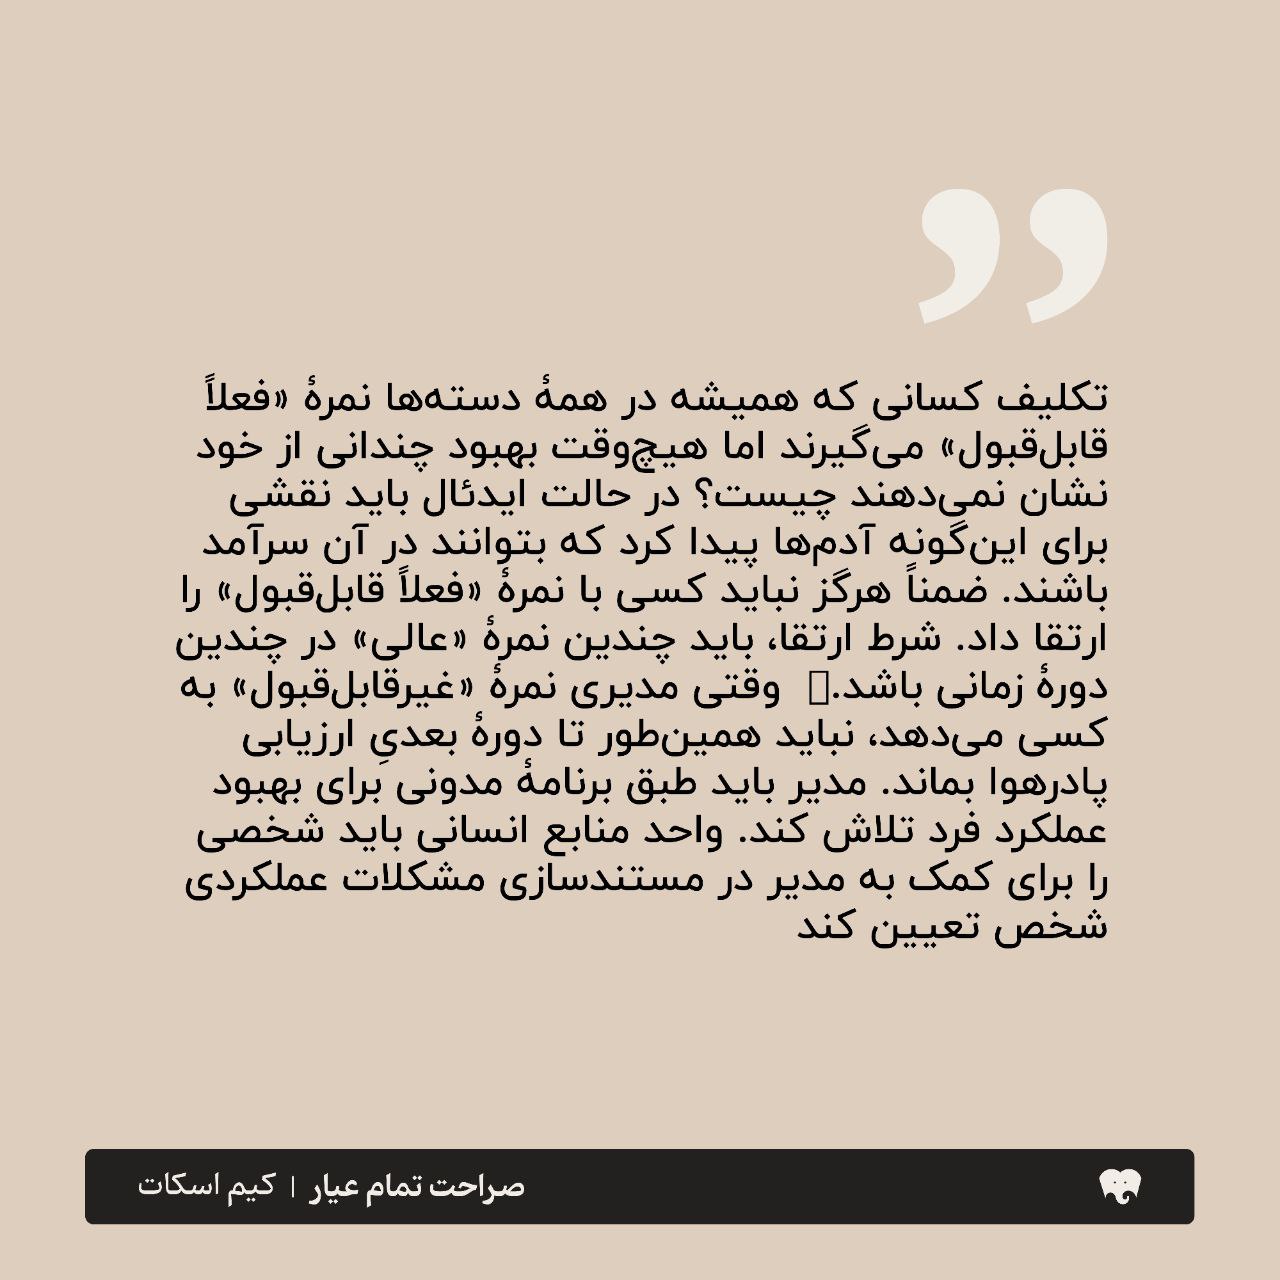 تکلیف کسانی که همیشه در همهٔ دسته‌ها نمرهٔ «فعلاً
قابل‌قبول» می‌گیرند اما هیچ‌وقت بهبود چندانی از خود
نشان نمی‌دهند چیست؟ در حالت ایدئال باید نقشی
برای این‌گونه آدم‌ها پیدا کرد که بتوانند در آن سرآمد
باشند. ضمناً هرگز نباید کسی با نمرهٔ «فعلاً قابل‌قبول» را
ارتقا داد. شرط ارتقا، باید چندین نمرهٔ «عالی» در چندین
دورهٔ زمانی باشد. وقتی مدیری نمرهٔ «غیرقابل‌قبول» به
کسی می‌دهد، نباید همین‌طور تا دورهٔ بعدیِ ارزیابی
پادرهوا بماند. مدیر باید طبق برنامهٔ مدونی برای بهبود
عملکرد فرد تلاش کند. واحد منابع انسانی باید شخصی
را برای کمک به مدیر در مستندسازی مشکلات عملکردی
شخص تعیین کند
صراحت تمام عیار | کیم اسکات